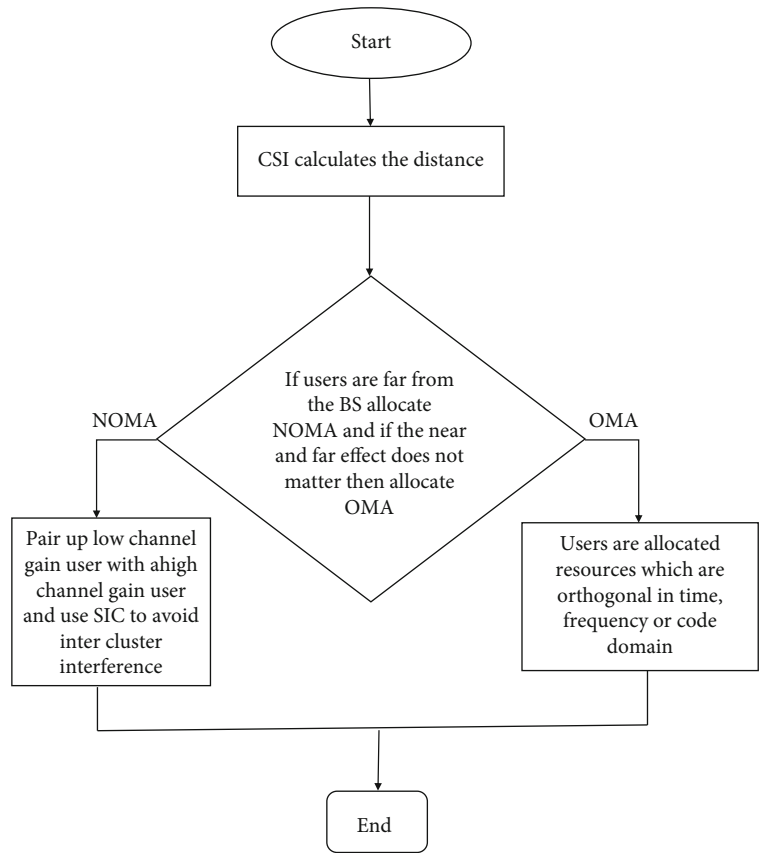 Start
CSI calculates the distance
If users are far from
the BS allocate
NOMA and if the near
and far effect does not
matter then allocate
OMA
NOMA
OMA
Pair up low channel
gain user with ahigh
channel gain user
and use SIC to avoid
inter cluster
interference
Users are allocated
resources which are
orthogonal in time,
frequency or code
domain
End